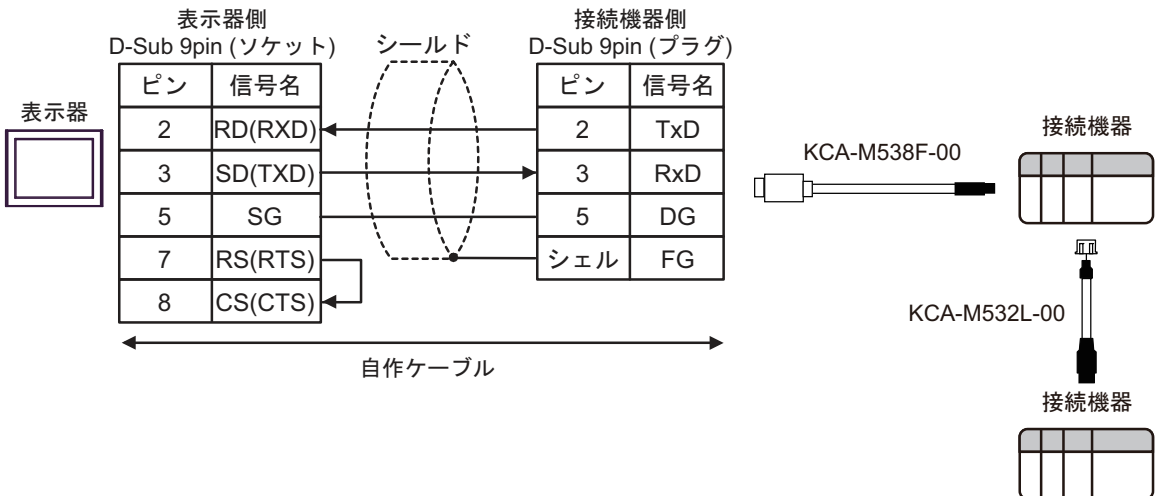 表示器側
D-Sub 9pin (ソケット)
シールド
接続機器側
D-Sub 9pin (プラグ)
表示器
ピン 信号名
2 RD(RXD)
3 SD(TXD)
5 SG
7 RS(RTS)
8 CS(CTS)
ピン 信号名
2 TxD
3 RxD
5 DG
シェル FG
自作ケーブル
KCA-M538F-00
接続機器
KCA-M532L-00
接続機器